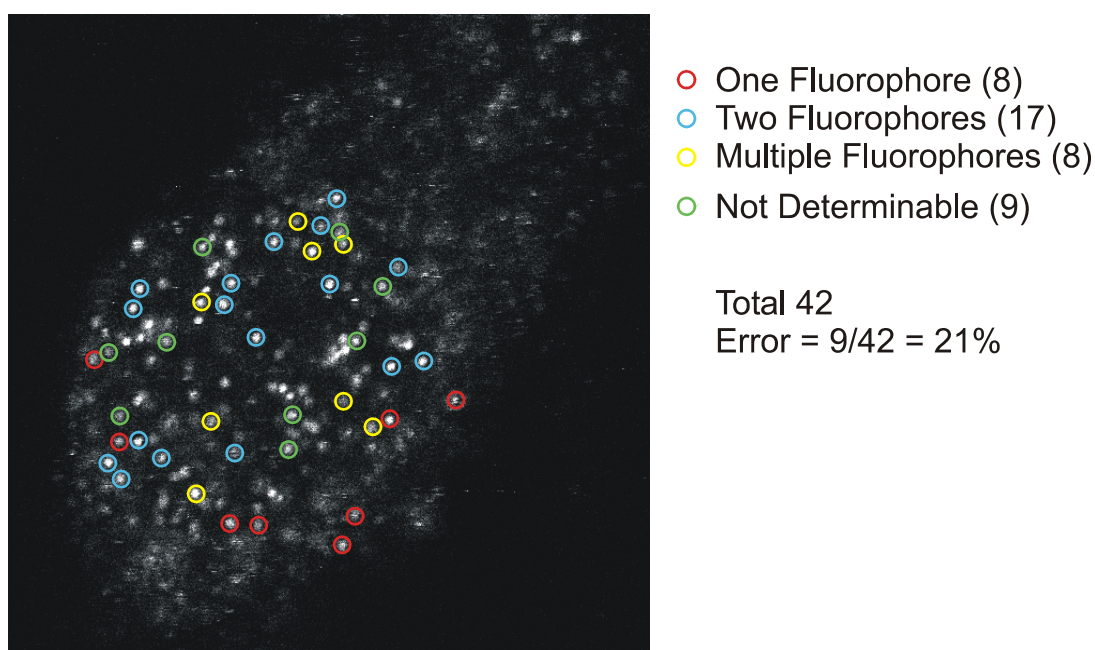 One Fluorophore (8)
Two Fluorophores (17)
Multiple Fluorophores (8)
Not Determinable (9)
Total 42
Error = 9/42 = 21%